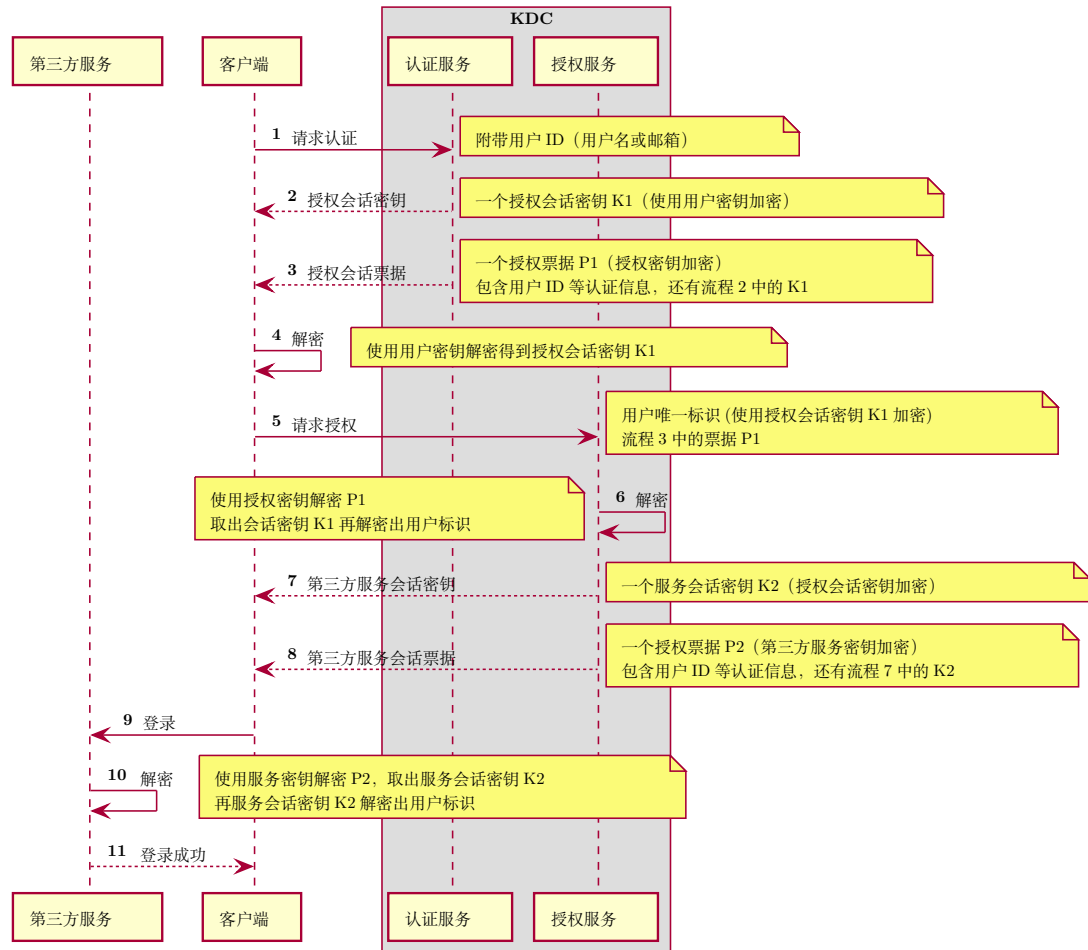 KDC
第三方服务
客户端
认证服务
授权服务
1 请求认证
附带用户 ID（用户名或邮箱）
2 授权会话密钥
一个授权会话密钥 K1（使用用户密钥加密）
3 授权会话票据
一个授权票据 P1（授权密钥加密）
包含用户 ID 等认证信息，还有流程 2 中的 K1
4 解密
使用用户密钥解密得到授权会话密钥 K1
5 请求授权
用户唯一标识 (使用授权会话密钥 K1 加密)
流程 3 中的票据 P1
使用授权密钥解密 P1
取出会话密钥 K1 再解密出用户标识
6 解密
7 第三方服务会话密钥
一个服务会话密钥 K2（授权会话密钥加密）
8 第三方服务会话票据
一个授权票据 P2（第三方服务密钥加密）
包含用户 ID 等认证信息，还有流程 7 中的 K2
9 登录
10 解密
使用服务密钥解密 P2，取出服务会话密钥 K2
再服务会话密钥 K2 解密出用户标识
11 登录成功
第三方服务
客户端
认证服务
授权服务